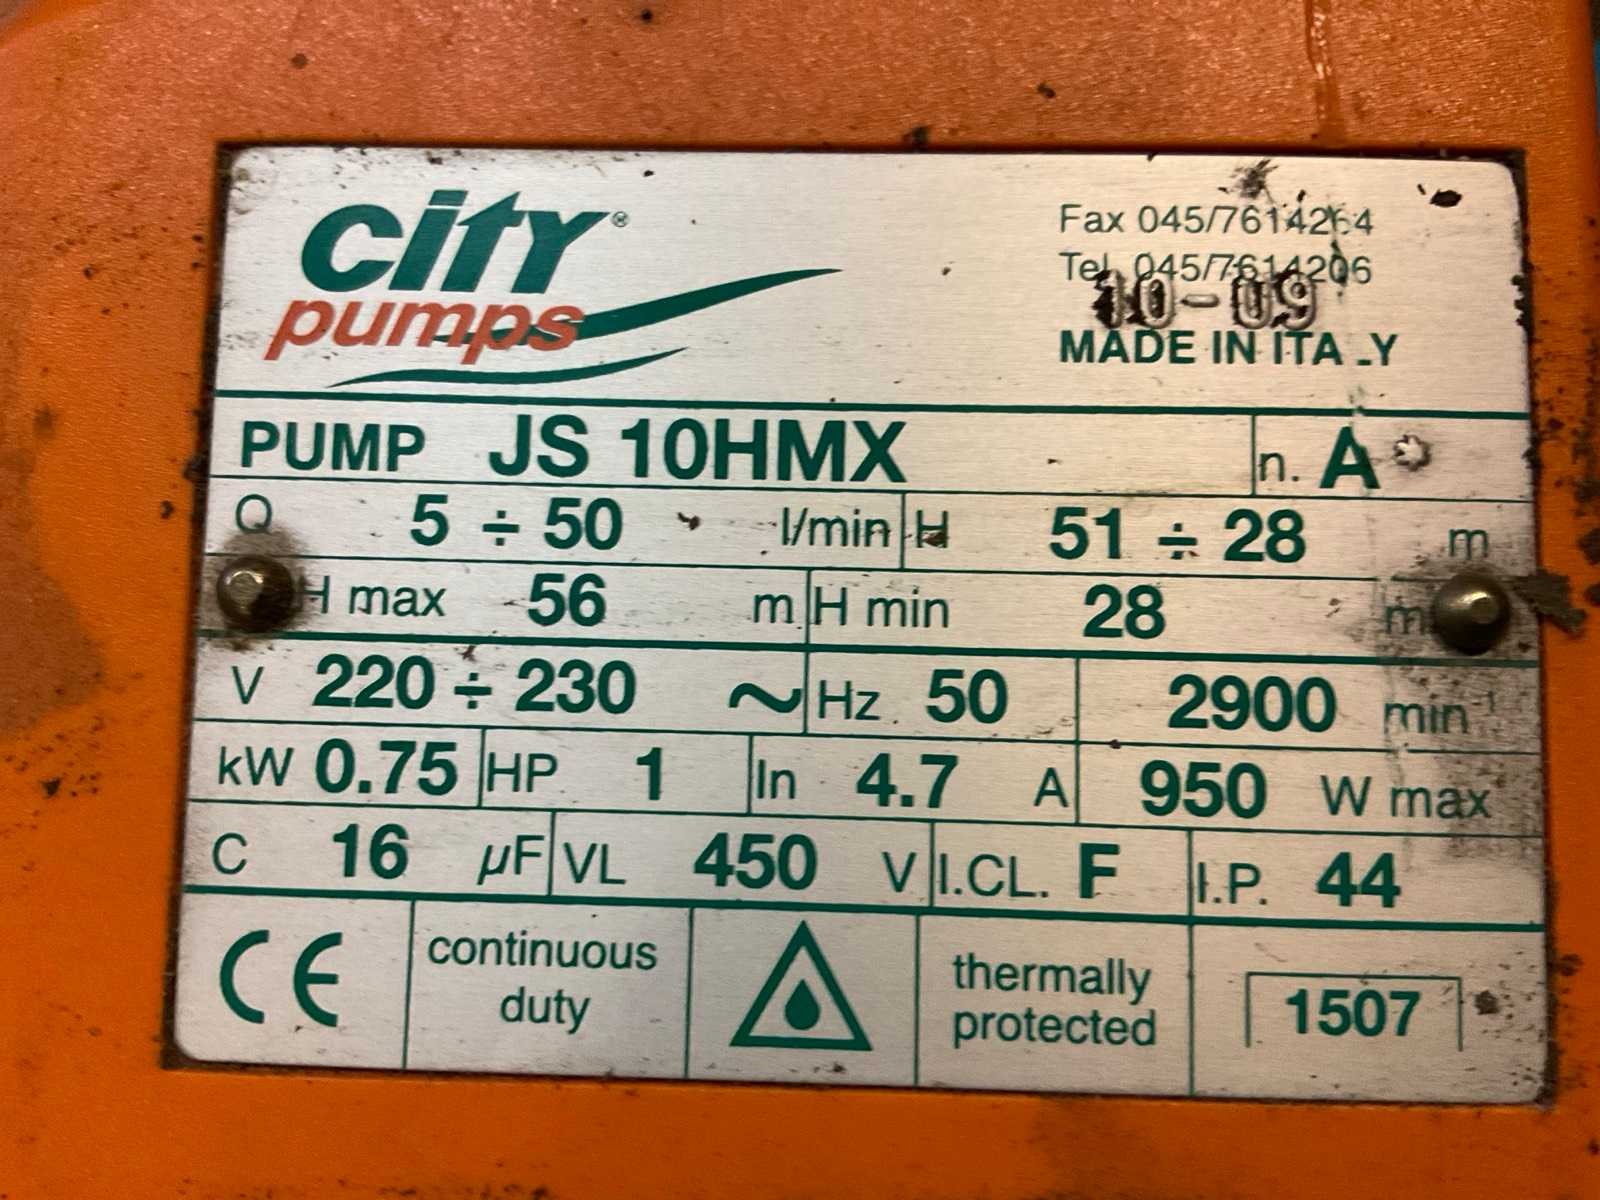 city®
pumps
Fax 045/7614264
Tel. 045/7614206
10-09
MADE IN ITALY
PUMP JS 10HMX n. A
Q 5 ÷ 50 l/min H 51 ÷ 28 m
H max 56 m H min 28 m
V 220 ÷ 230 ~ Hz 50 2900 min⁻¹
kW 0.75 HP 1 In 4.7 A 950 W max
C 16 µF VL 450 V I.CL. F I.P. 44
CE continuous duty thermally protected 1507